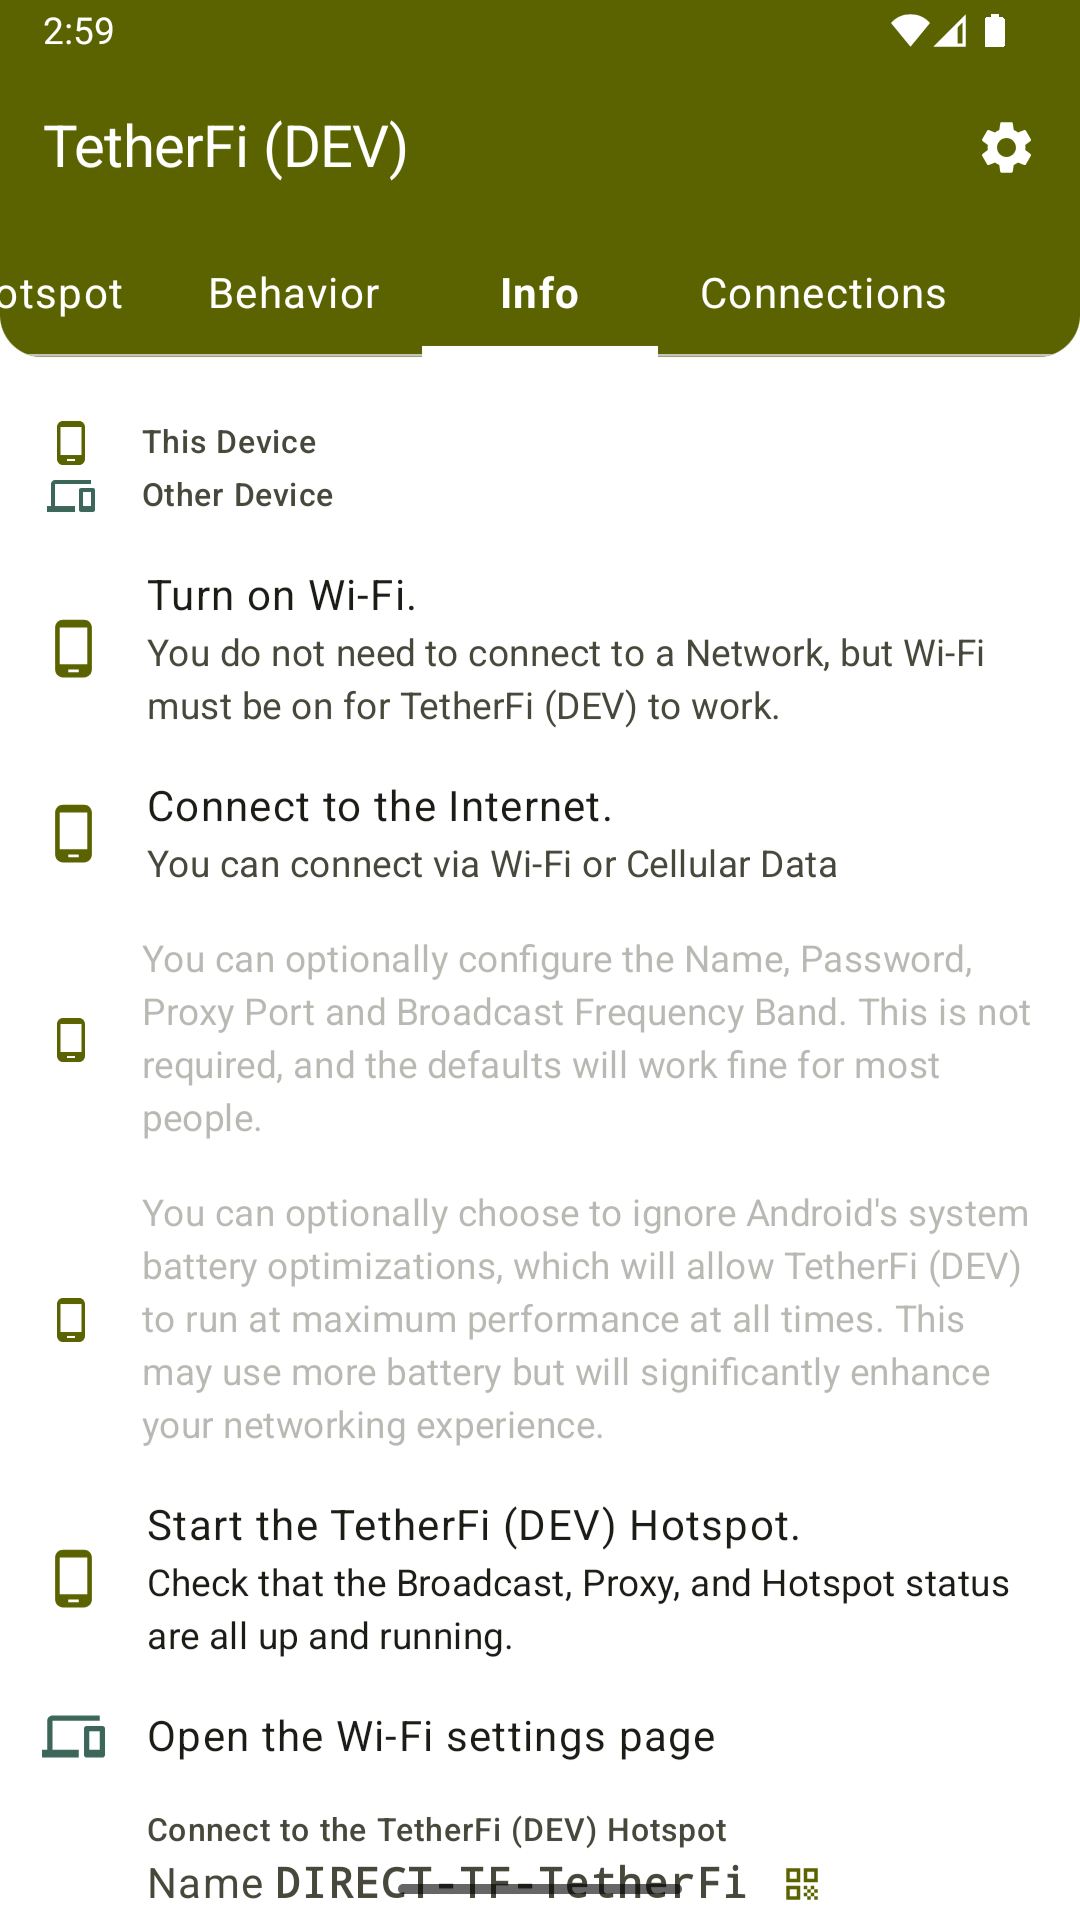 2:59
TetherFi (DEV)
otspot Behavior Info Connections
This Device
Other Device
Turn on Wi-Fi.
You do not need to connect to a Network, but Wi-Fi
must be on for TetherFi (DEV) to work.
Connect to the Internet.
You can connect via Wi-Fi or Cellular Data
You can optionally configure the Name, Password,
Proxy Port and Broadcast Frequency Band. This is not
required, and the defaults will work fine for most
people.
You can optionally choose to ignore Android's system
battery optimizations, which will allow TetherFi (DEV)
to run at maximum performance at all times. This
may use more battery but will significantly enhance
your networking experience.
Start the TetherFi (DEV) Hotspot.
Check that the Broadcast, Proxy, and Hotspot status
are all up and running.
Open the Wi-Fi settings page
Connect to the TetherFi (DEV) Hotspot
Name DIRECT-TF-TetherFi